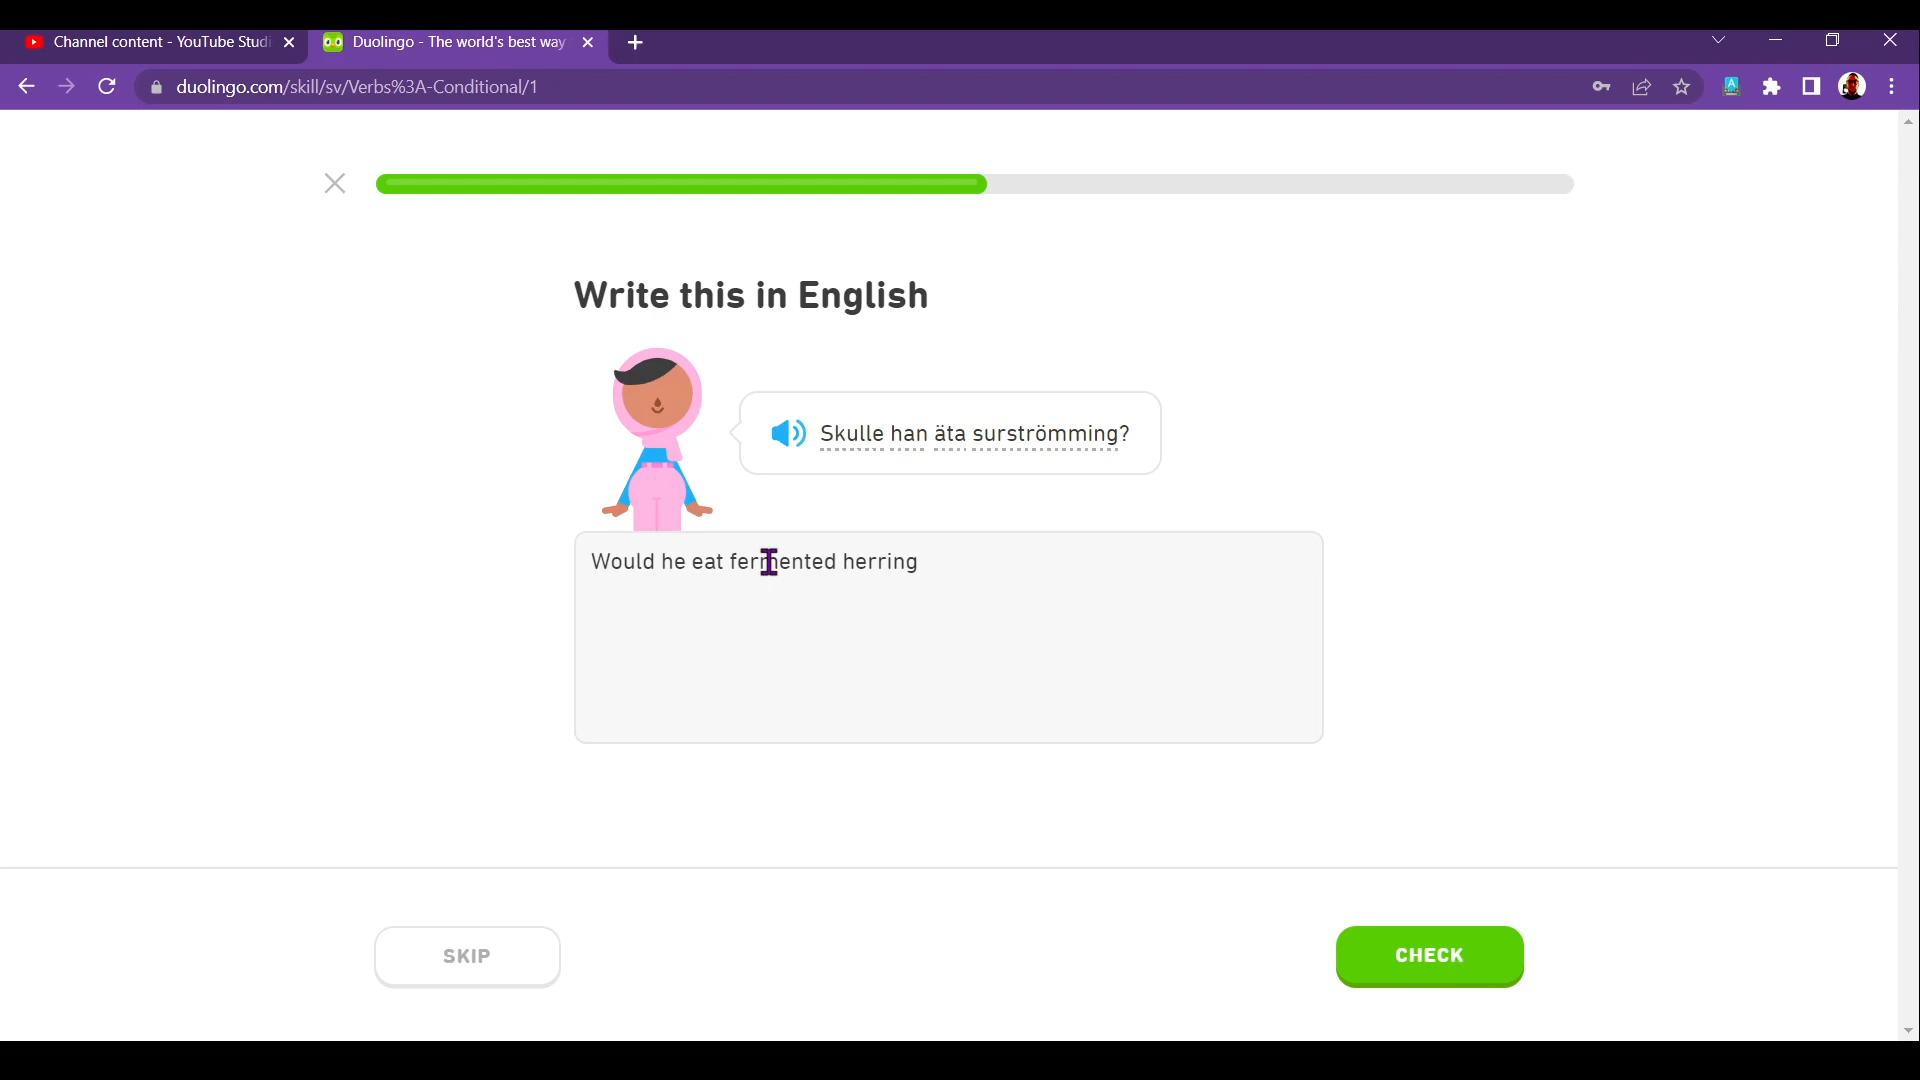 Channel content - YouTube Studi
Duolingo - The world's best way
duolingo.com/skill/sv/Verbs%3A-Conditional/1
Write this in English
Skulle han äta surströmming?
Would he eat fermented herring
SKIP
CHECK